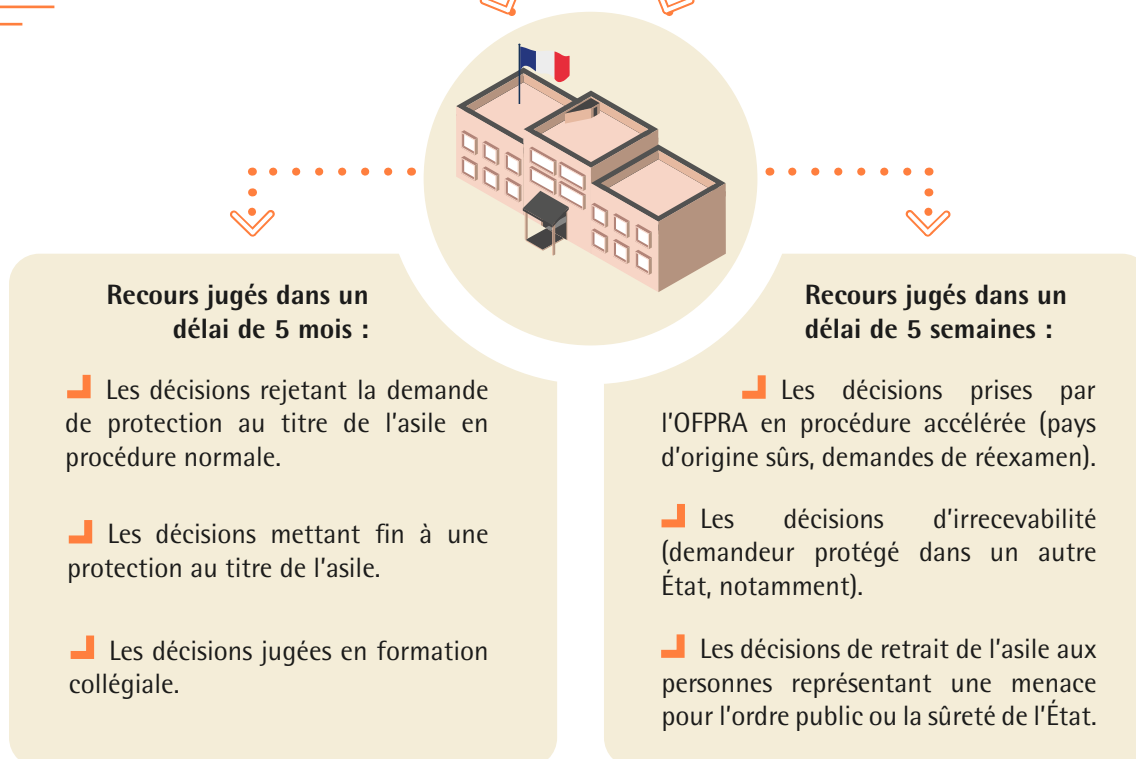 Recours jugés dans un
délai de 5 mois :
Les décisions rejetant la demande
de protection au titre de l'asile en
procédure normale.
Les décisions mettant fin à une
protection au titre de l'asile.
Les décisions jugées en formation
collégiale.
Recours jugés dans un
délai de 5 semaines :
Les décisions prises par
l'OFPRA en procédure accélérée (pays
d'origine sûrs, demandes de réexamen).
Les décisions d'irrecevabilité
(demandeur protégé dans un autre
État, notamment).
Les décisions de retrait de l'asile aux
personnes représentant une menace
pour l'ordre public ou la sûreté de l'État.